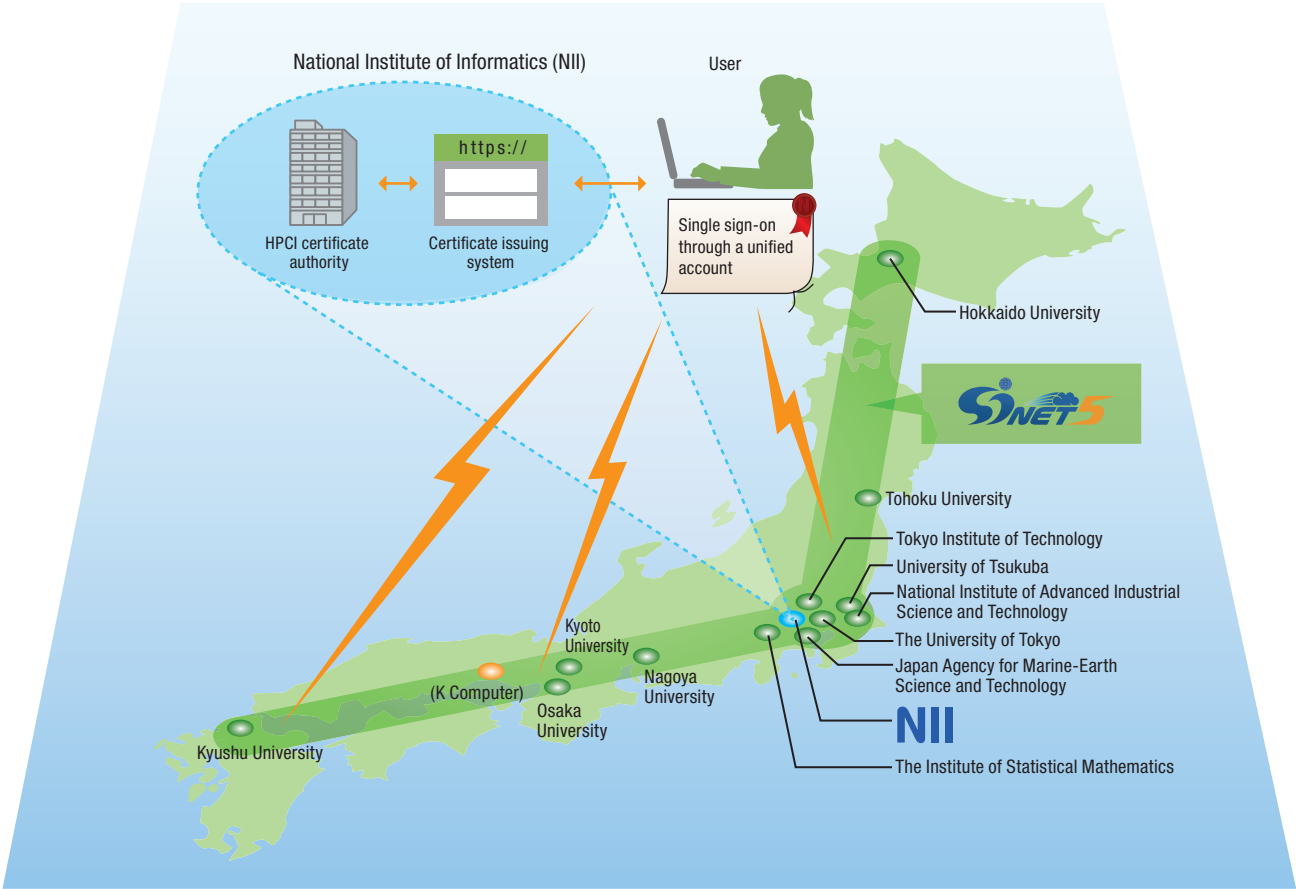 National Institute of Informatics (NII)
User
https://
HPCI certificate
authority
Certificate issuing
system
Single sign-on
through a unified
account
Hokkaido University
SINET5
Tohoku University
Tokyo Institute of Technology
University of Tsukuba
National Institute of Advanced Industrial
Science and Technology
The University of Tokyo
Japan Agency for Marine-Earth
Science and Technology
NII
The Institute of Statistical Mathematics
Kyoto
University
Nagoya
University
(K Computer)
Osaka
University
Kyushu University